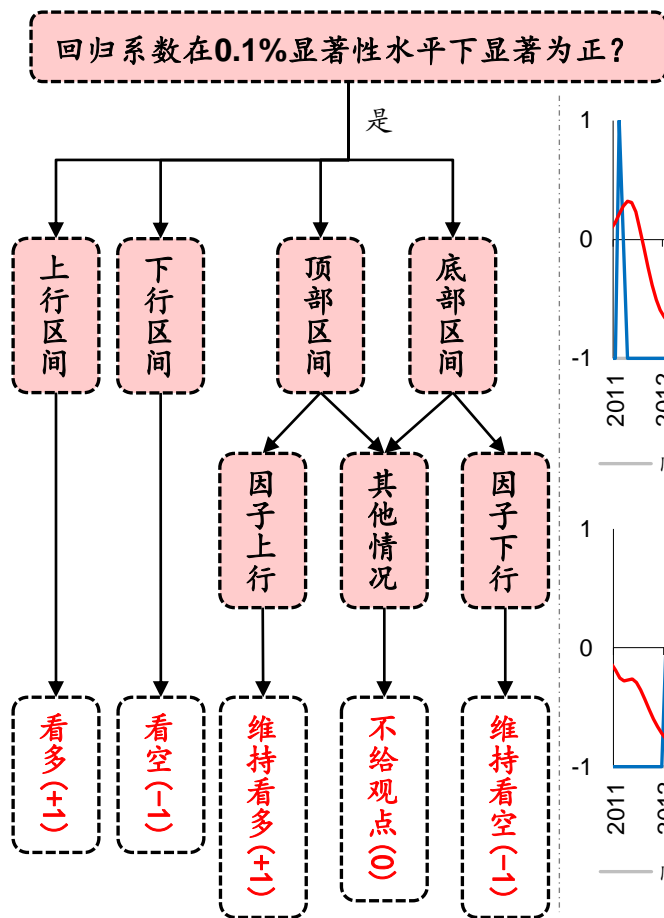 回归系数在0.1%显著性水平下显著为正？
是
上行区间
下行区间
顶部区间
底部区间
因子上行
其他情况
因子下行
看多(+1)
看空(-1)
维持看多(+1)
不给观点(0)
维持看空(-1)
1
0
-1
2011
2012
1
0
-1
2011